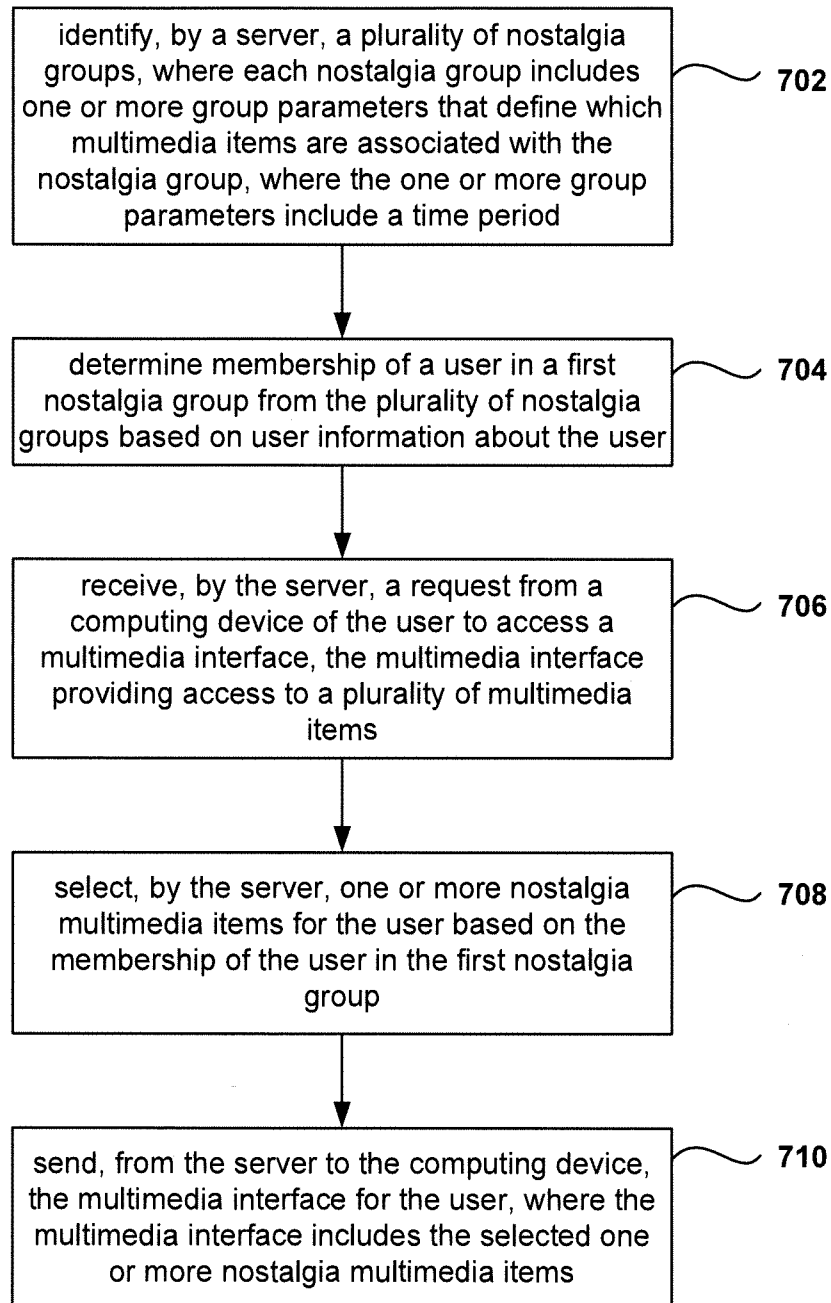 identify, by a server, a plurality of nostalgia
groups, where each nostalgia group includes
one or more group parameters that define which
multimedia items are associated with the
nostalgia group, where the one or more group
parameters include a time period
702
determine membership of a user in a first
nostalgia group from the plurality of nostalgia
groups based on user information about the user
704
receive, by the server, a request from a
computing device of the user to access a
multimedia interface, the multimedia interface
providing access to a plurality of multimedia
items
706
select, by the server, one or more nostalgia
multimedia items for the user based on the
membership of the user in the first nostalgia
group
708
send, from the server to the computing device,
the multimedia interface for the user, where the
multimedia interface includes the selected one
or more nostalgia multimedia items
710